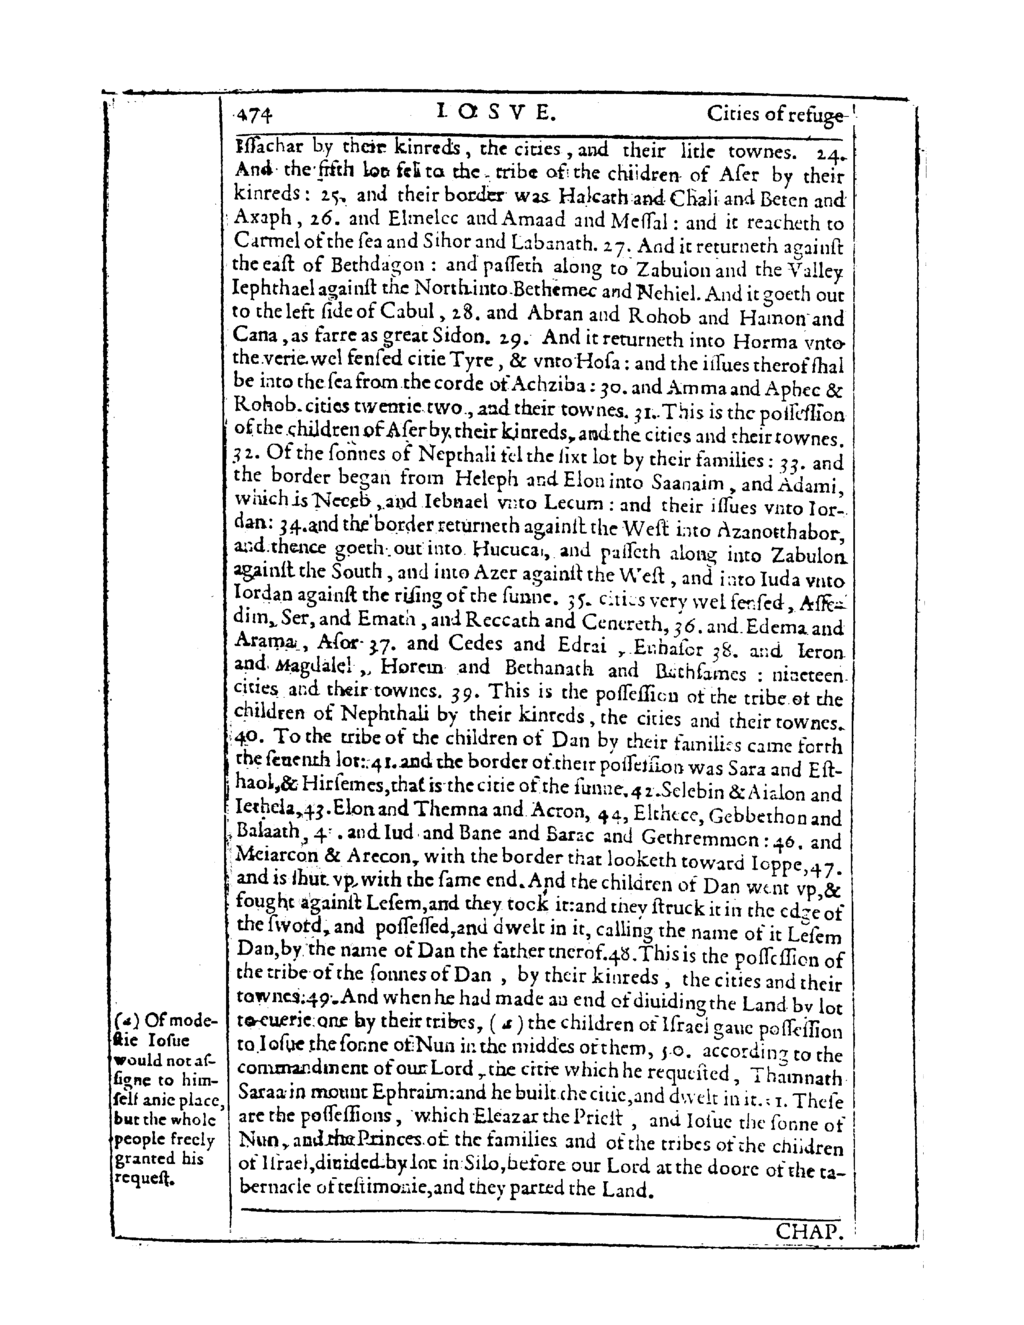 474 IOSVE. Cities of refuge
Iſſachar by their kinreds, the cities, and their litle townes. 24.
And the fifth lot fel to the tribe of the children of Aſer by their
kinreds: 25. and their border was Halcath and Chali and Beten and
Axaph, 26. and Elmelec and Amaad and Meſſal: and it reacheth to
Carmel of the ſea and Sihor and Labanath. 27. And it returneth againſt
the eaſt of Bethdagon: and paſſeth along to Zabulon and the Valley
Iephthael againſt the North into Bethemec and Nehiel. And it goeth out
to the left ſide of Cabul, 28. and Abran and Rohob and Hamon and
Cana, as farre as great Sidon. 29. And it returneth into Horma vnto
the verie wel fenſed citie Tyre, & vnto Hoſa: and the iſſues therof ſhal
be into the ſea from the corde of Achziba: 30. and Amma and Aphec &
Rohob. cities twentie two, and their townes. 31. This is the poſſeſſion
of the children of Aſer by their kinreds, and the cities and their townes.
32. Of the ſonnes of Nepthali fel the ſixt lot by their families: 33. and
the border began from Heleph and Elon into Saanaim, and Adami,
which is Neceb, and Iebnael vnto Lecum: and their iſſues vnto Ior-
dan: 34. and the border returneth againſt the Weſt into Azanotthabor,
and thence goeth out into Hucuca, and paſſeth along into Zabulon
againſt the South, and into Azer againſt the Weſt, and into Iuda vnto
Iordan againſt the riſing of the ſunne. 35. cities very wel fenſed, Aſſe-
dim, Ser, and Emath, and Reccath and Cenereth, 36. and Edema and
Arama, Aſor 37. and Cedes and Edrai, Enhaſor 38. and Ieron
and Magdalel, Horem and Bethanath and Bethſames: nineteen
cities and their townes. 39. This is the poſſeſſion of the tribe of the
children of Nephthali by their kinreds, the cities and their townes.
40. To the tribe of the children of Dan by their families came forth
the ſeuenth lot: 41. and the border of their poſſeſſion was Sara and Eſt-
haol, & Hirſemes, that is the citie of the ſunne. 42. Selebin & Aialon and
Iethela, 43. Elon and Themna and Acron, 44, Elthece, Gebbethon and
Balaath, 45. and Iud and Bane and Barac and Gethremmon: 46. and
Meiarcon & Arecon, with the border that looketh toward Ioppe, 47.
and is ſhut vp with the ſame end. And the children of Dan went vp, &
fought againſt Leſem, and they tock it: and they ſtruck it in the edge of
the ſword, and poſſeſſed, and dwelt in it, calling the name of it Leſem
Dan, by the name of Dan the father therof. 48. This is the poſſeſſion of
the tribe of the ſonnes of Dan, by their kinreds, the cities and their
townes. 49. And when he had made an end of diuiding the Land by lot
to euerie one by their tribes, (a) the children of Iſrael gaue poſſeſſion
to Ioſue the ſonne of Nun in the middes of them, 50. according to the
commandment of our Lord, the citie which he requeſted, Thamnath
Saraa in mount Ephraim: and he built the citie, and dwelt in it. 51. Theſe
are the poſſeſſions, which Eleazar the Prieſt, and Ioſue the ſonne of
Nun, and the Princes of the families and of the tribes of the children
of Iſrael, diuided by lot in Silo, before our Lord at the doore of the ta-
bernacle of teſtimonie, and they parted the Land.
(a) Of mode-
ſtie Ioſue
would not aſ-
ſigne to him-
ſelf anie place,
but the whole
people freely
granted his
requeſt.
CHAP.